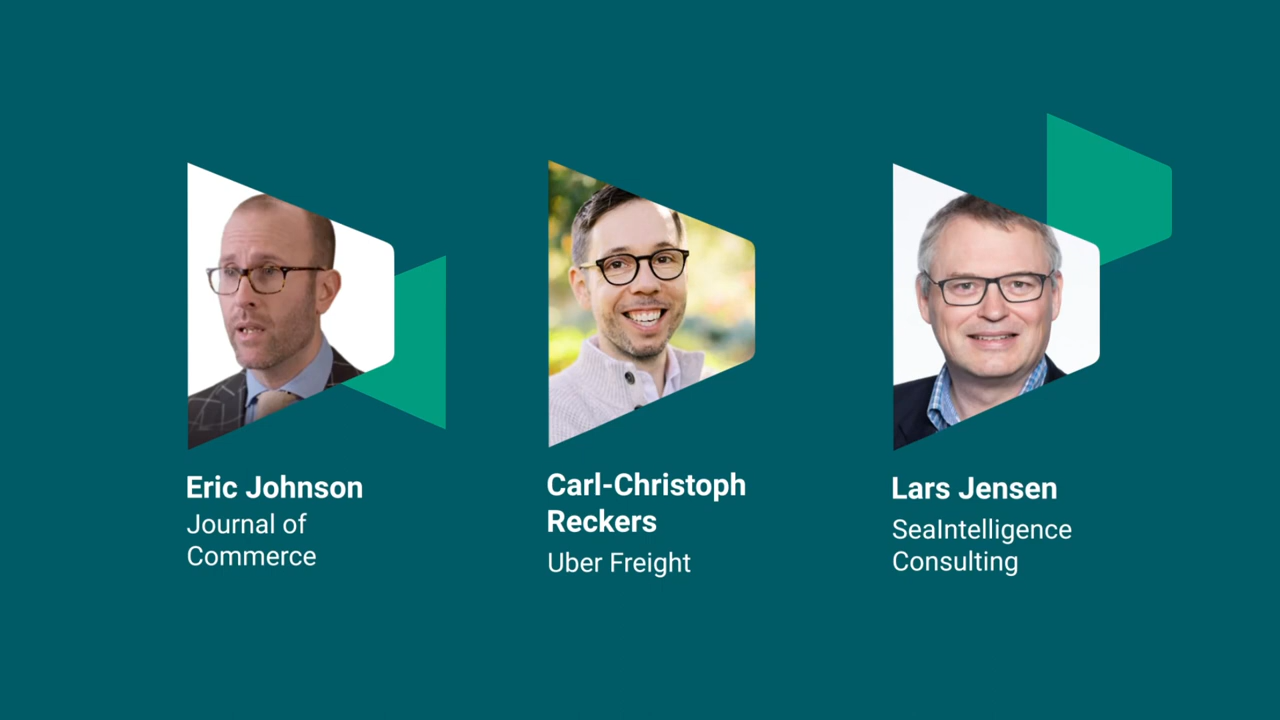 Eric Johnson
Journal of
Commerce
Carl-Christoph
Reckers
Uber Freight
Lars Jensen
SeaIntelligence
Consulting